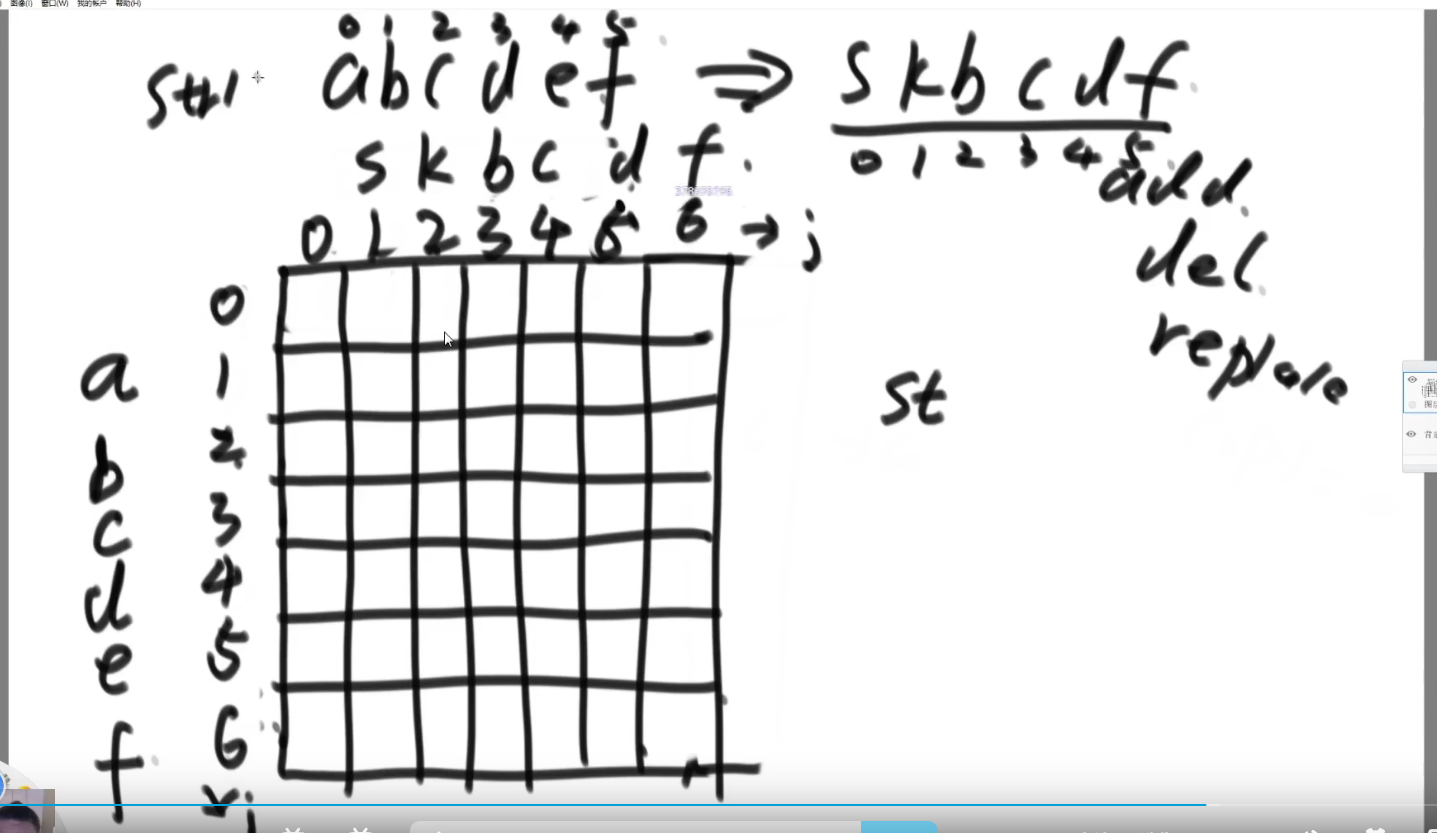 图像(I) 窗口(W) 我的帐户 帮助(H)
0 1 2 3 4 5
str1 abcdef ⇒ skbcdf
0 1 2 3 4 5
skbcdf
add
del
replale
0 1 2 3 4 5 6 → j
0
a 1
b 2
c 3
d 4
e 5
f 6
i
st